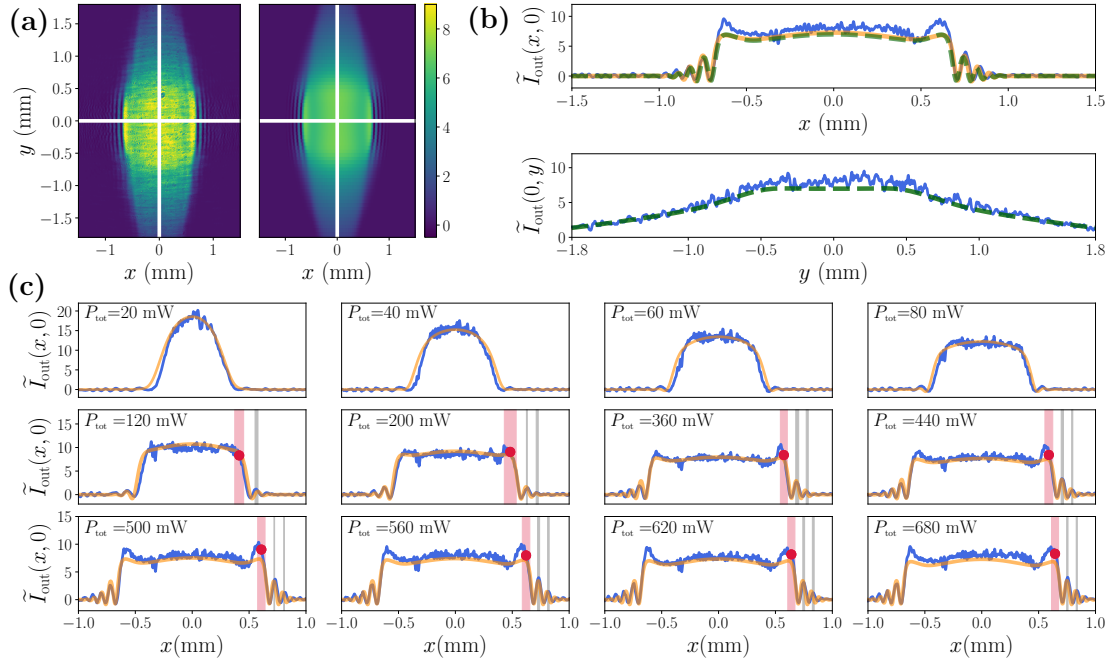 (a)
(b)
1.5
1.0
0.5
0.0
−0.5
−1.0
−1.5
y (mm)
−1 0 1
−1 0 1
x (mm)
x (mm)
8
6
4
2
0
Ĩout(x, 0)
10
5
0
−1.5 −1.0 −0.5 0.0 0.5 1.0 1.5
x (mm)
Ĩout(0, y)
10
5
0
−1.8 −1.0 −0.5 0.0 0.5 1.0 1.8
y (mm)
(c)
Ĩout(x, 0)
20
15
10
5
0
Ptot=20 mW
Ptot=40 mW
Ptot=60 mW
Ptot=80 mW
Ĩout(x, 0)
15
10
5
0
Ptot=120 mW
Ptot=200 mW
Ptot=360 mW
Ptot=440 mW
Ĩout(x, 0)
15
10
5
0
Ptot=500 mW
Ptot=560 mW
Ptot=620 mW
Ptot=680 mW
−1.0 −0.5 0.0 0.5 1.0
−1.0 −0.5 0.0 0.5 1.0
−1.0 −0.5 0.0 0.5 1.0
−1.0 −0.5 0.0 0.5 1.0
x(mm)
x(mm)
x(mm)
x(mm)